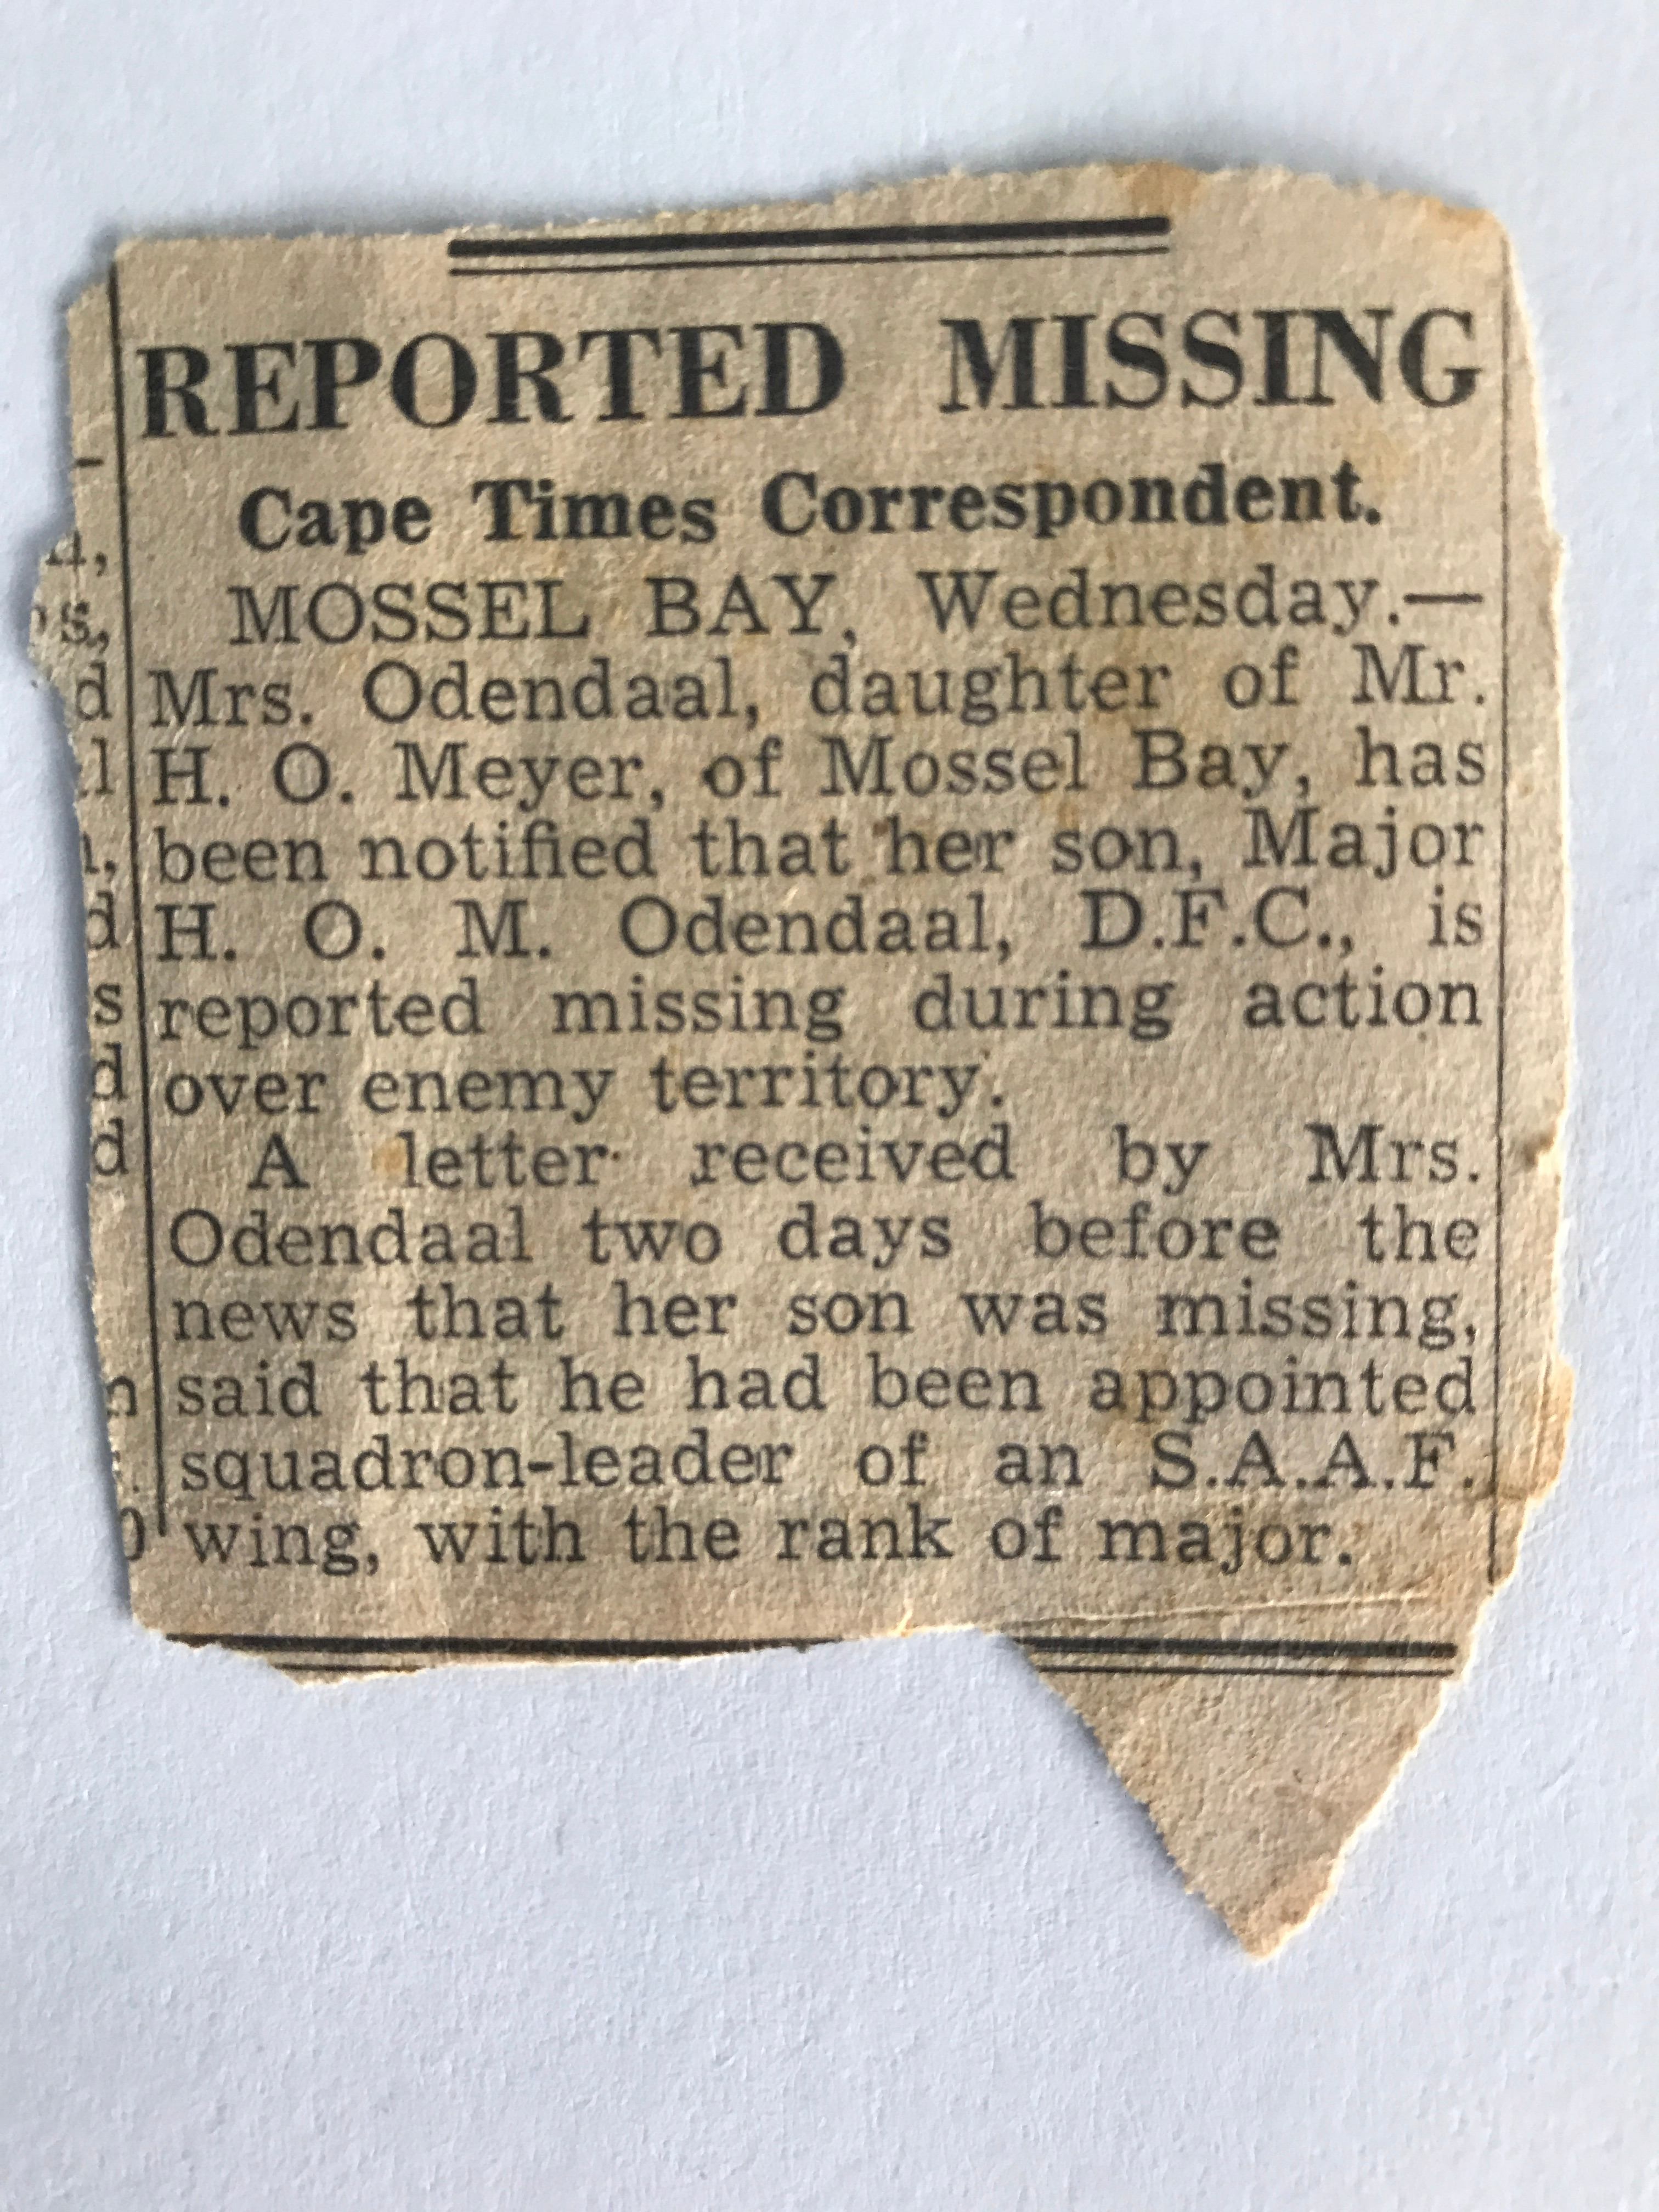 REPORTED MISSING
Cape Times Correspondent.
MOSSEL BAY, Wednesday.—
Mrs. Odendaal, daughter of Mr.
H. O. Meyer, of Mossel Bay, has
been notified that her son, Major
H. O. M. Odendaal, D.F.C., is
reported missing during action
over enemy territory.
A letter received by Mrs.
Odendaal two days before the
news that her son was missing,
said that he had been appointed
squadron-leader of an S.A.A.F.
wing, with the rank of major.